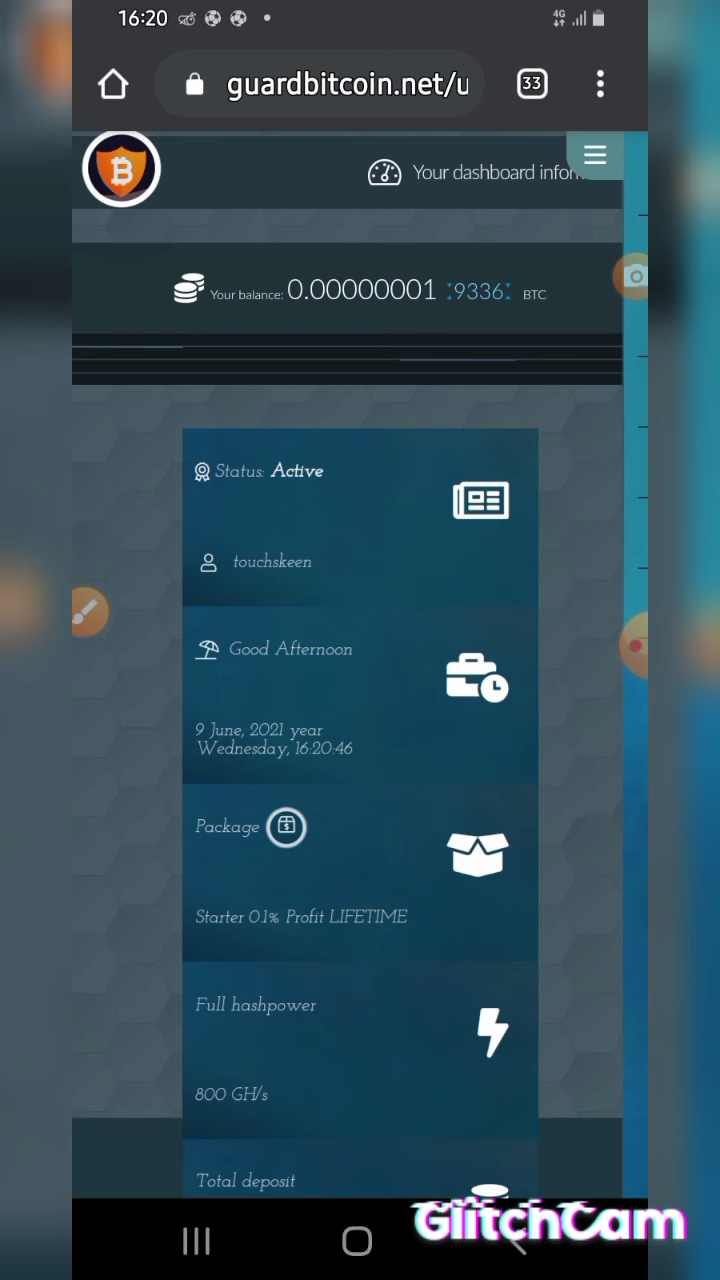 16:20
4G
guardbitcoin.net/u
33
Your dashboard infor
Your balance: 0.00000001 9336 BTC
Status: Active
touchskeen
Good Afternoon
9 June, 2021 year
Wednesday, 16:20:46
Package
Starter 0.1% Profit LIFETIME
Full hashpower
800 GH/s
Total deposit
GlitchCam